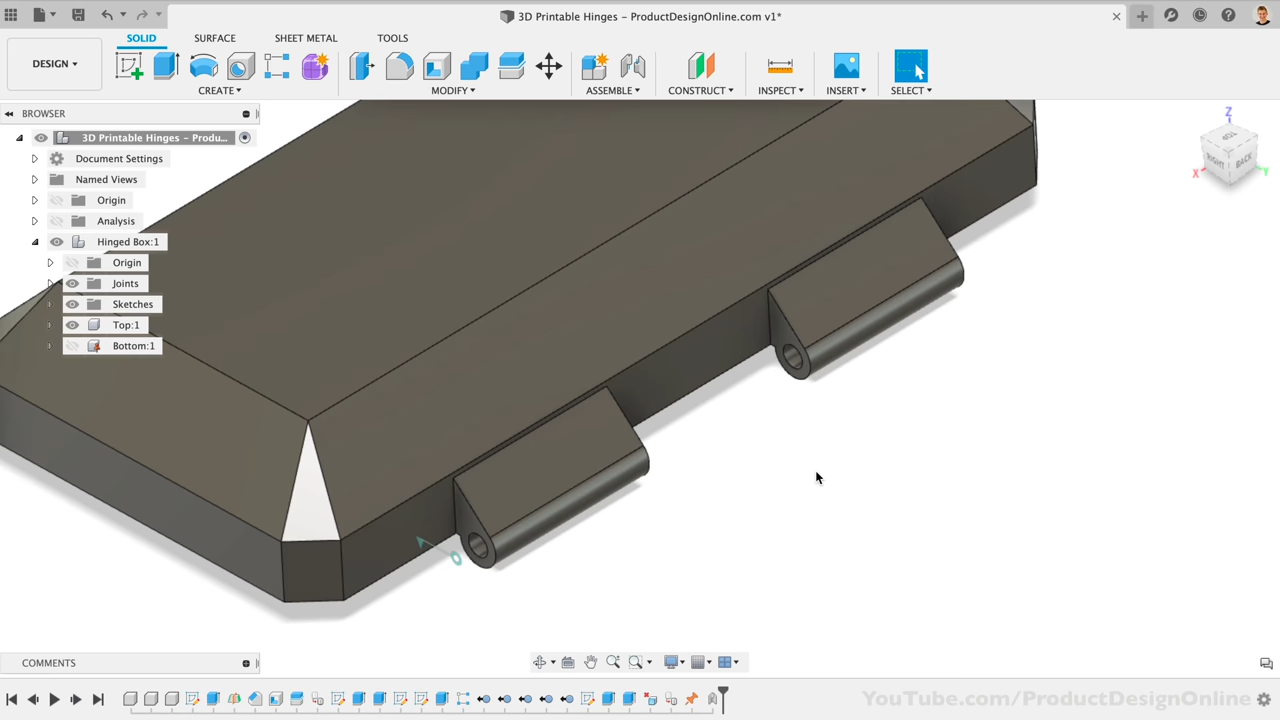 3D Printable Hinges – ProductDesignOnline.com v1*
DESIGN
SOLID SURFACE SHEET METAL TOOLS
CREATE MODIFY ASSEMBLE CONSTRUCT INSPECT INSERT SELECT
BROWSER
3D Printable Hinges – Produ...
Document Settings
Named Views
Origin
Analysis
Hinged Box:1
Origin
Joints
Sketches
Top:1
Bottom:1
Z
TOP
RIGHT BACK
X Y
COMMENTS
YouTube.com/ProductDesignOnline